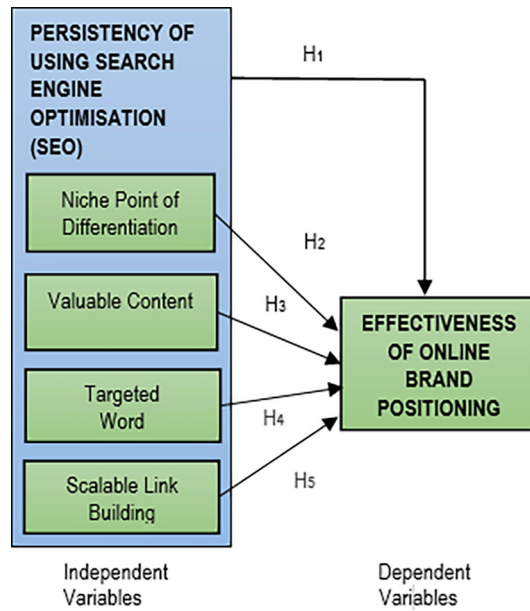 PERSISTENCY OF
USING SEARCH
ENGINE
OPTIMISATION
(SEO)
Niche Point of
Differentiation
Valuable Content
Targeted
Word
Scalable Link
Building
H1
H2
H3
H4
H5
EFFECTIVENESS
OF ONLINE
BRAND
POSITIONING
Independent
Variables
Dependent
Variables